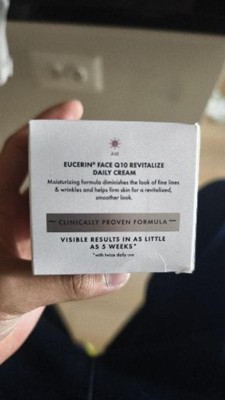 EUCERIN® FACE Q10 REVITALIZE
DAILY CREAM
Moisturizing formula diminishes the look of fine lines
& wrinkles and helps firm skin for a revitalized,
smoother look.
CLINICALLY PROVEN FORMULA
VISIBLE RESULTS IN AS LITTLE
AS 5 WEEKS*
*with twice daily use